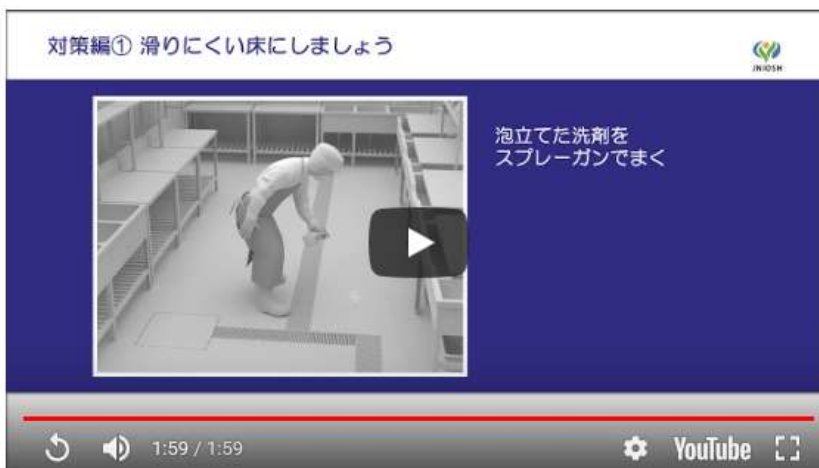 対策編① 滑りにくい床にしましょう
JNIOSH
泡立てた洗剤を
スプレーガンでまく
1:59 / 1:59
YouTube